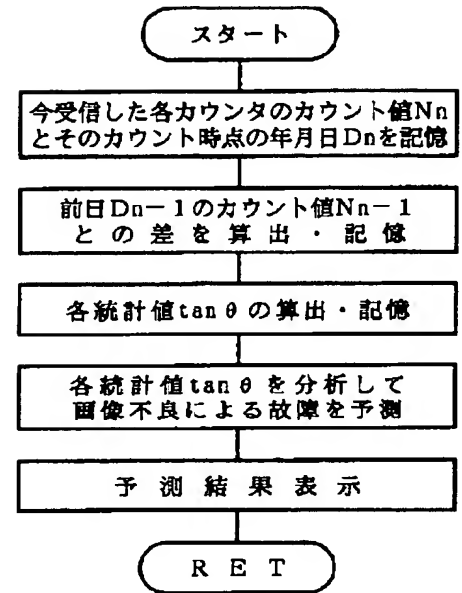 スタート
今受信した各カウンタのカウント値Nn
とそのカウント時点の年月日Dnを記憶
前日Dn−1のカウント値Nn−1
との差を算出・記憶
各統計値tanθの算出・記憶
各統計値tanθを分析して
画像不良による故障を予測
予測結果表示
RET